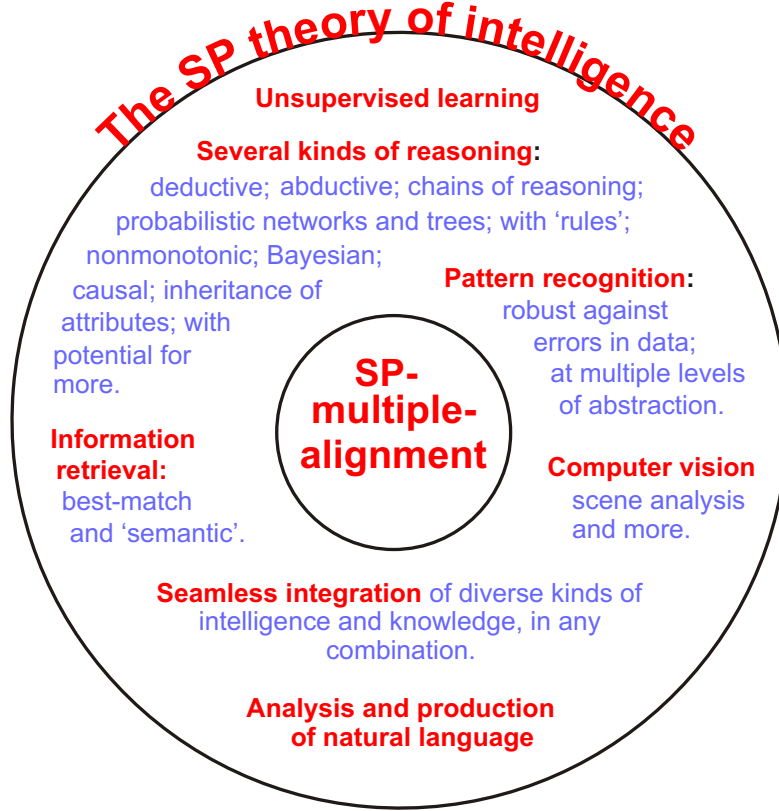 The SP theory of intelligence
Unsupervised learning
Several kinds of reasoning:
deductive; abductive; chains of reasoning;
probabilistic networks and trees; with ‘rules’;
nonmonotonic; Bayesian;
causal; inheritance of
attributes; with
potential for
more.
Pattern recognition:
robust against
errors in data;
at multiple levels
of abstraction.
SP-
multiple-
alignment
Information
retrieval:
best-match
and ‘semantic’.
Computer vision
scene analysis
and more.
Seamless integration of diverse kinds of
intelligence and knowledge, in any
combination.
Analysis and production
of natural language